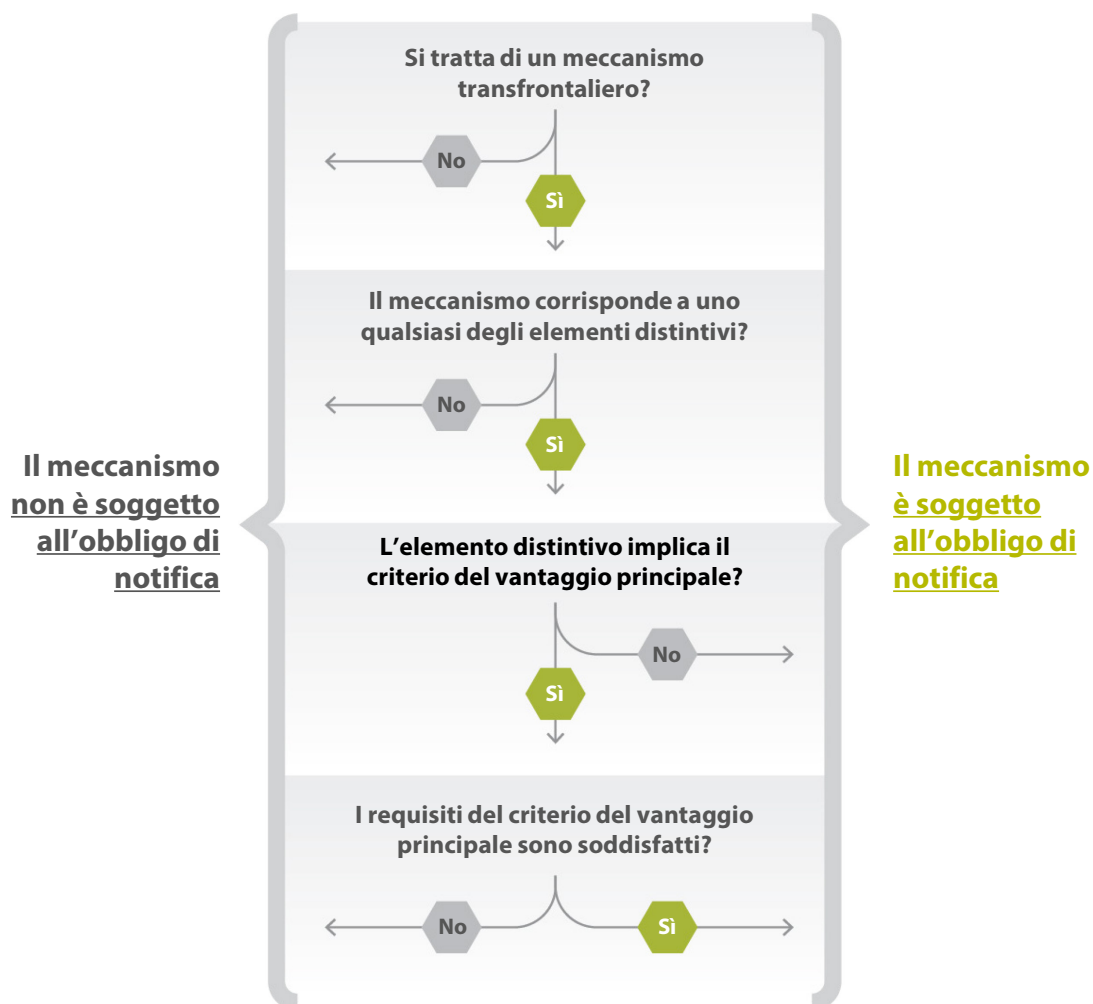 Si tratta di un meccanismo
transfrontaliero?
No
Sì
Il meccanismo corrisponde a uno
qualsiasi degli elementi distintivi?
No
Sì
Il meccanismo
non è soggetto
all’obbligo di
notifica
Il meccanismo
è soggetto
all’obbligo di
notifica
L’elemento distintivo implica il
criterio del vantaggio principale?
No
Sì
I requisiti del criterio del vantaggio
principale sono soddisfatti?
No
Sì